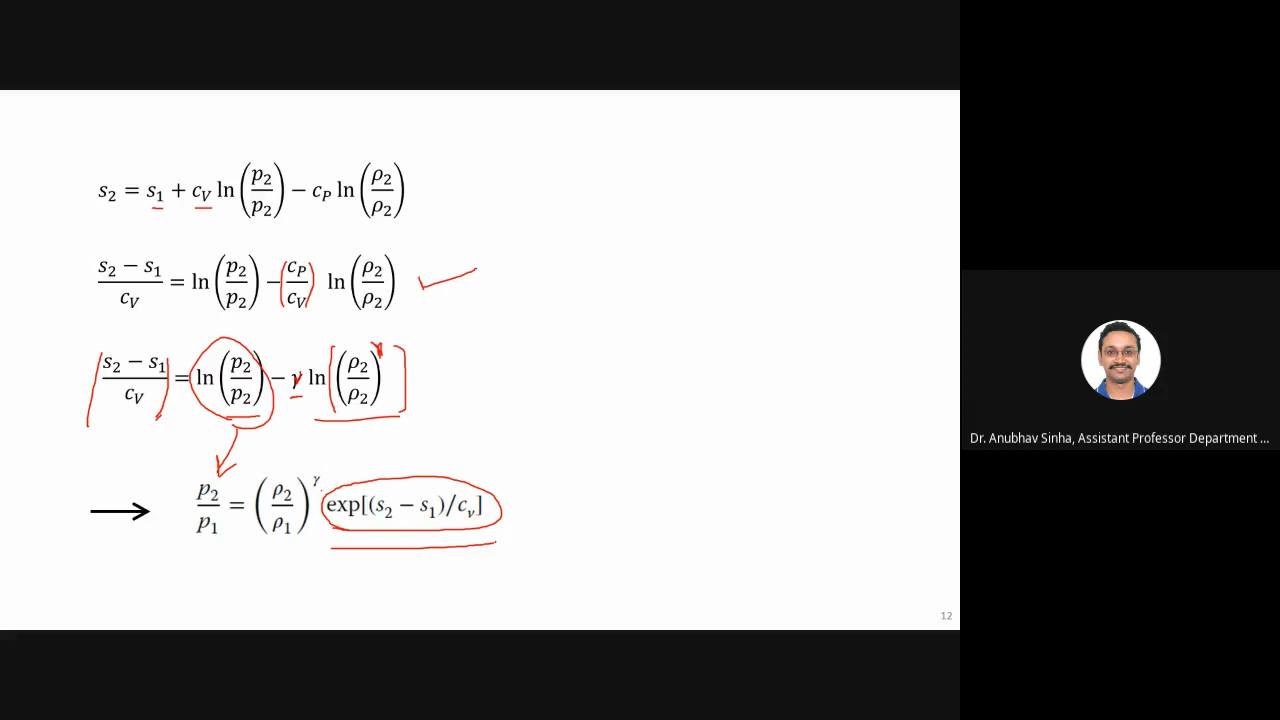 s₂ = s₁ + c_V ln(p₂/p₂) − c_P ln(ρ₂/ρ₂)
(s₂ − s₁)/c_V = ln(p₂/p₂) − (c_P/c_V) ln(ρ₂/ρ₂)
(s₂ − s₁)/c_V = ln(p₂/p₂) − γ ln[(ρ₂/ρ₂)^γ]
p₂/p₁ = (ρ₂/ρ₁)^γ exp[(s₂ − s₁)/c_v]
12
Dr. Anubhav Sinha, Assistant Professor Department ...